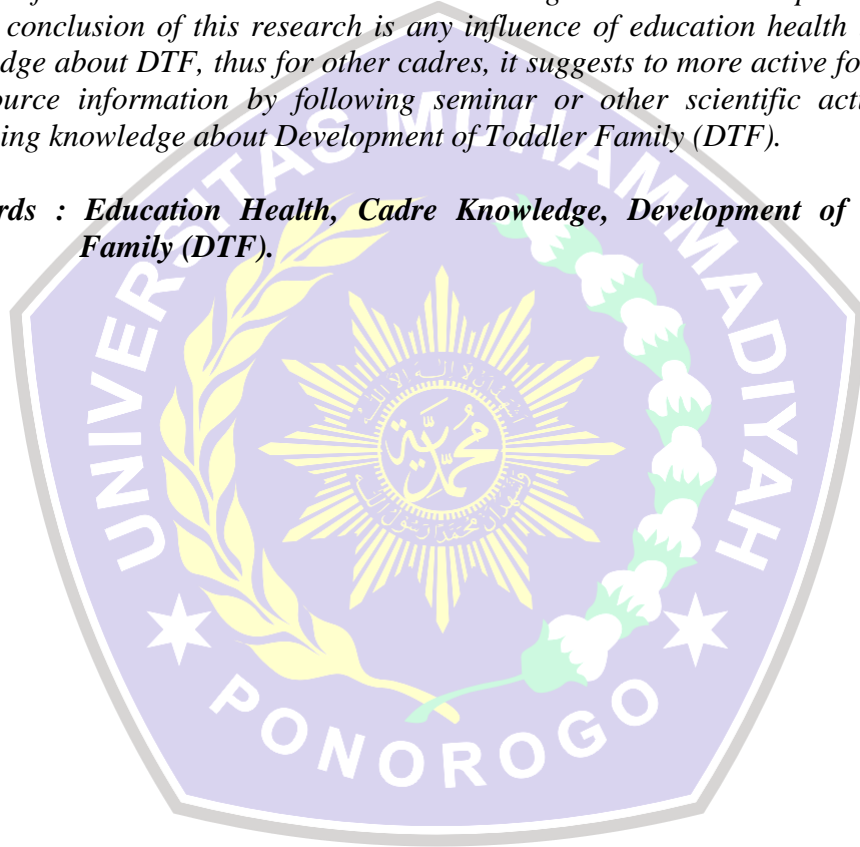 conclusion of this research is any influence of education health
dge about DTF, thus for other cadres, it suggests to more active fo
ource information by following seminar or other scientific act
ing knowledge about Development of Toddler Family (DTF).
rds : Education Health, Cadre Knowledge, Development of
Family (DTF).
UNIVERSITAS MUHAMMADIYAH
محمدية
PONOROGO